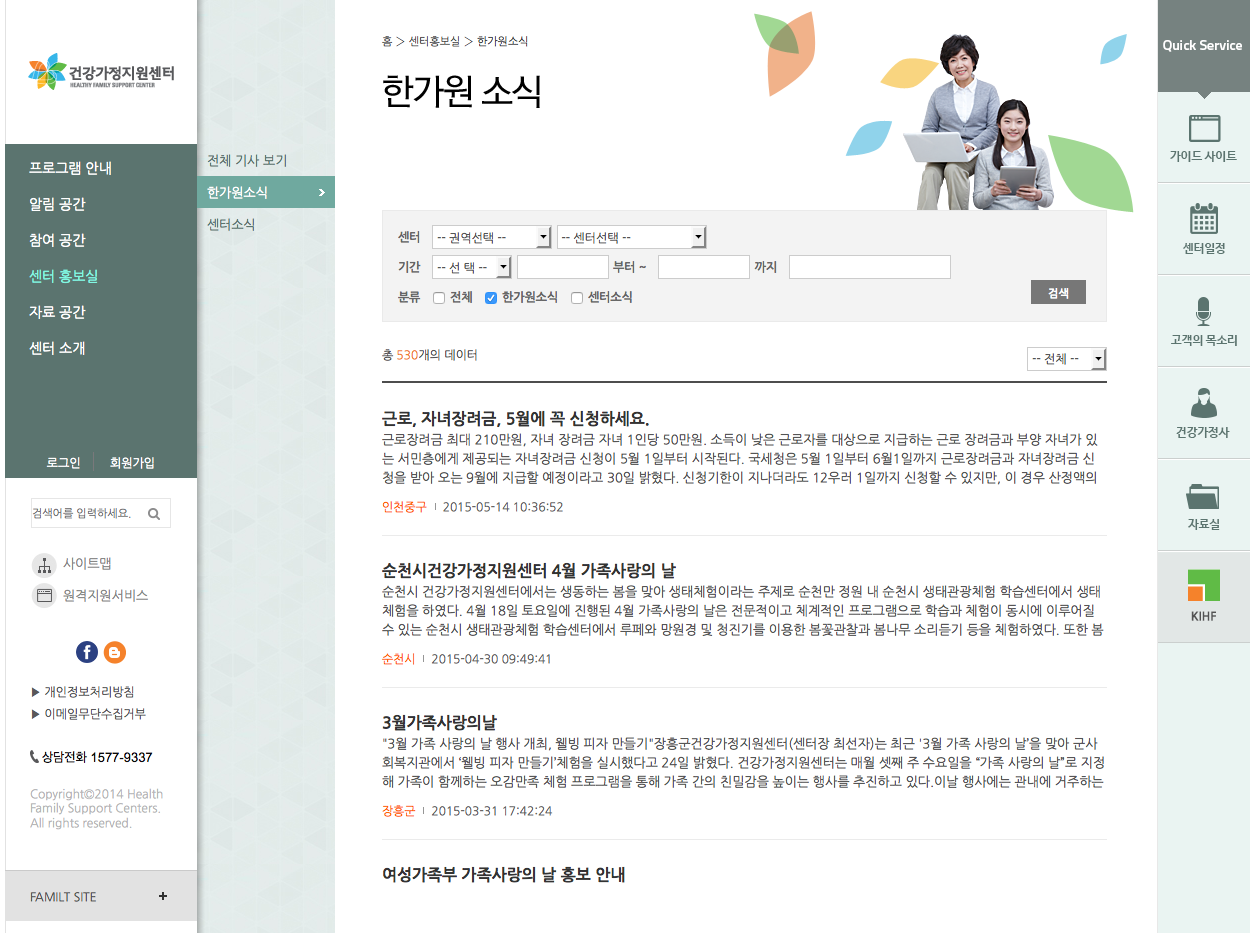 건강가정지원센터
HEALTHY FAMILY SUPPORT CENTER
프로그램 안내
알림 공간
참여 공간
센터 홍보실
자료 공간
센터 소개
로그인
회원가입
검색어를 입력하세요.
사이트맵
원격지원서비스
▶ 개인정보처리방침
▶ 이메일무단수집거부
상담전화 1577-9337
Copyright©2014 Health
Family Support Centers.
All rights reserved.
FAMILT SITE +
전체 기사 보기
한가원소식 >
센터소식
홈 > 센터홍보실 > 한가원소식
한가원 소식
센터 -- 권역선택 -- -- 센터선택 --
기간 -- 선 택 -- 부터 ~ 까지
분류 전체 한가원소식 센터소식
검색
총 530개의 데이터
-- 전체 --
근로, 자녀장려금, 5월에 꼭 신청하세요.
근로장려금 최대 210만원, 자녀 장려금 자녀 1인당 50만원. 소득이 낮은 근로자를 대상으로 지급하는 근로 장려금과 부양 자녀가 있
는 서민층에게 제공되는 자녀장려금 신청이 5월 1일부터 시작된다. 국세청은 5월 1일부터 6월1일까지 근로장려금과 자녀장려금 신
청을 받아 오는 9월에 지급할 예정이라고 30일 밝혔다. 신청기한이 지나더라도 12우러 1일까지 신청할 수 있지만, 이 경우 산정액의
인천중구 2015-05-14 10:36:52
순천시건강가정지원센터 4월 가족사랑의 날
순천시 건강가정지원센터에서는 생동하는 봄을 맞아 생태체험이라는 주제로 순천만 정원 내 순천시 생태관광체험 학습센터에서 생태
체험을 하였다. 4월 18일 토요일에 진행된 4월 가족사랑의 날은 전문적이고 체계적인 프로그램으로 학습과 체험이 동시에 이루어질
수 있는 순천시 생태관광체험 학습센터에서 루페와 망원경 및 청진기를 이용한 봄꽃관찰과 봄나무 소리듣기 등을 체험하였다. 또한 봄
순천시 2015-04-30 09:49:41
3월가족사랑의날
"3월 가족 사랑의 날 행사 개최, 웰빙 피자 만들기"장흥군건강가정지원센터(센터장 최선자)는 최근 '3월 가족 사랑의 날'을 맞아 군사
회복지관에서 ‘웰빙 피자 만들기’체험을 실시했다고 24일 밝혔다. 건강가정지원센터는 매월 셋째 주 수요일을 “가족 사랑의 날”로 지정
해 가족이 함께하는 오감만족 체험 프로그램을 통해 가족 간의 친밀감을 높이는 행사를 추진하고 있다.이날 행사에는 관내에 거주하는
장흥군 2015-03-31 17:42:24
여성가족부 가족사랑의 날 홍보 안내
Quick Service
가이드 사이트
센터일정
고객의 목소리
건강가정사
자료실
KIHF